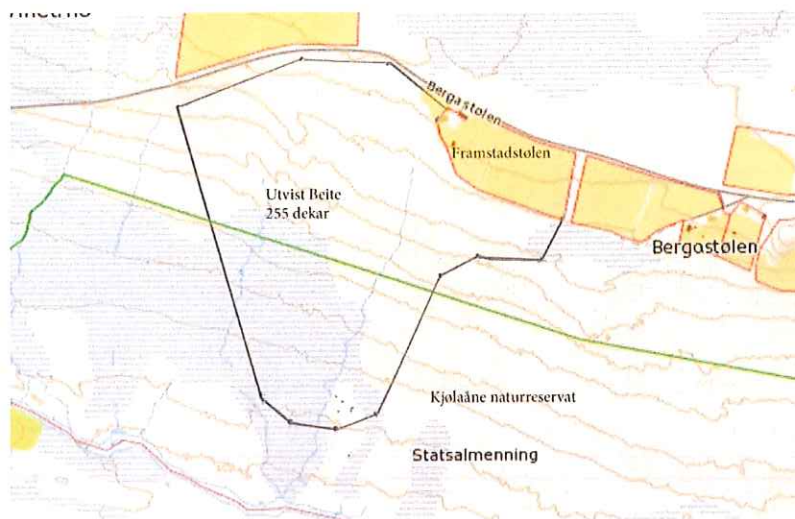 Bergastølen
Framstadstølen
Utvist Beite
255 dekar
Bergastølen
Kjølaåne naturreservat
Statsalmenning